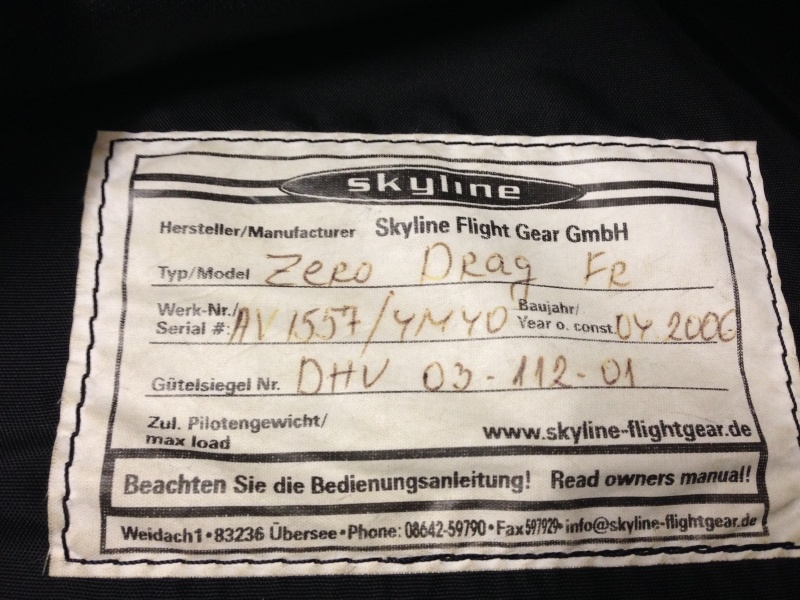 skyline
Hersteller/Manufacturer Skyline Flight Gear GmbH
Typ/Model Zero Drag FR
Werk-Nr./ Baujahr/
Serial #: AV 1557/4M40 Year o. const. 04 2006
Gütelsiegel Nr. DHV 03-112-01
Zul. Pilotengewicht/
max load www.skyline-flightgear.de
Beachten Sie die Bedienungsanleitung! Read owners manual!
Weidach1•83236 Übersee•Phone: 08642-59790•Fax 597929•info@skyline-flightgear.de